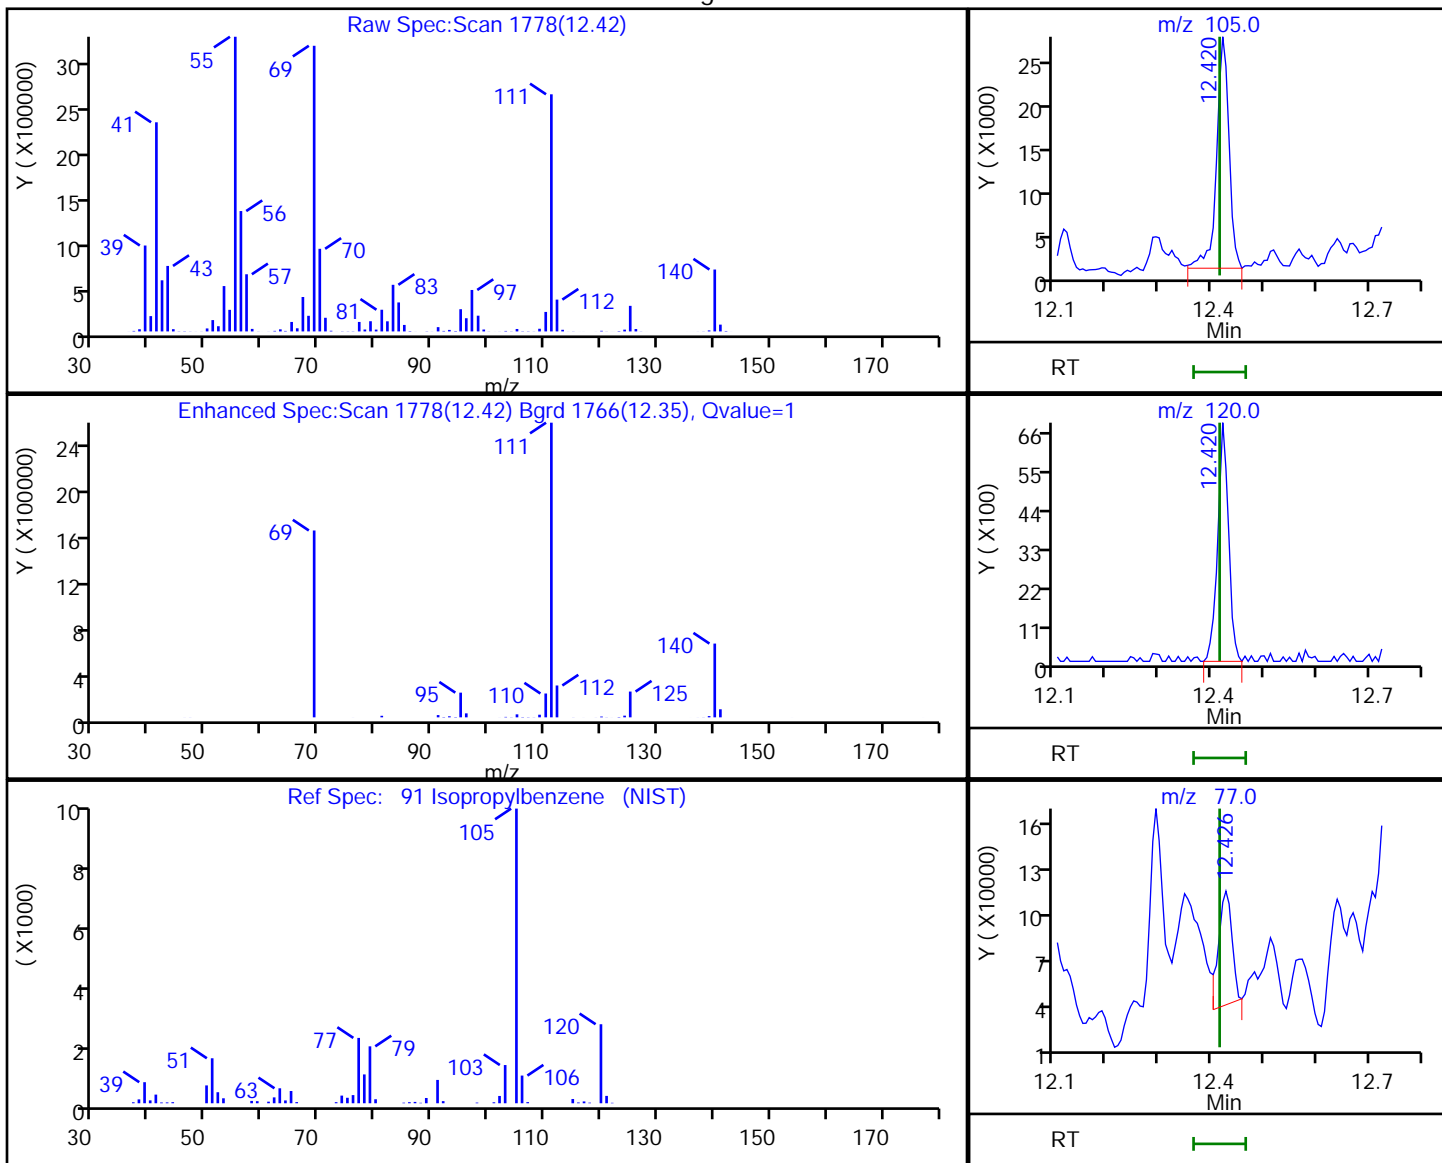 Raw Spec:Scan 1778(12.42)
Y ( X100000)
30
25
20
15
10
5
0
55
69
111
41
56
39
43
57
70
81
83
97
112
140
30 50 70 90 110 130 150 170
m/z
m/z 105.0
Y ( X1000)
25
20
15
10
5
0
12.420
12.1 12.4 12.7
Min
RT
Enhanced Spec:Scan 1778(12.42) Bgrd 1766(12.35), Qvalue=1
Y ( X100000)
24
20
16
12
8
4
0
111
69
95
110
112
125
140
30 50 70 90 110 130 150 170
m/z
m/z 120.0
Y ( X100)
66
55
44
33
22
11
0
12.420
12.1 12.4 12.7
Min
RT
Ref Spec: 91 Isopropylbenzene (NIST)
( X1000)
10
8
6
4
2
0
105
120
77
79
51
103
39
63
106
30 50 70 90 110 130 150 170
m/z 77.0
Y ( X10000)
16
13
10
7
4
1
12.426
12.1 12.4 12.7
Min
RT